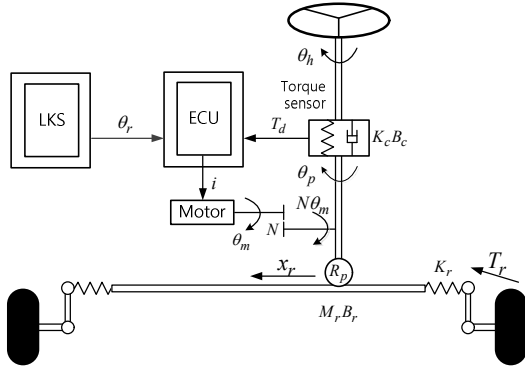 θh
Torque
sensor
LKS
θr
ECU
Td
KcBc
θp
i
Motor
θm
N
Nθm
xr
Rp
Kr
Tr
MrBr